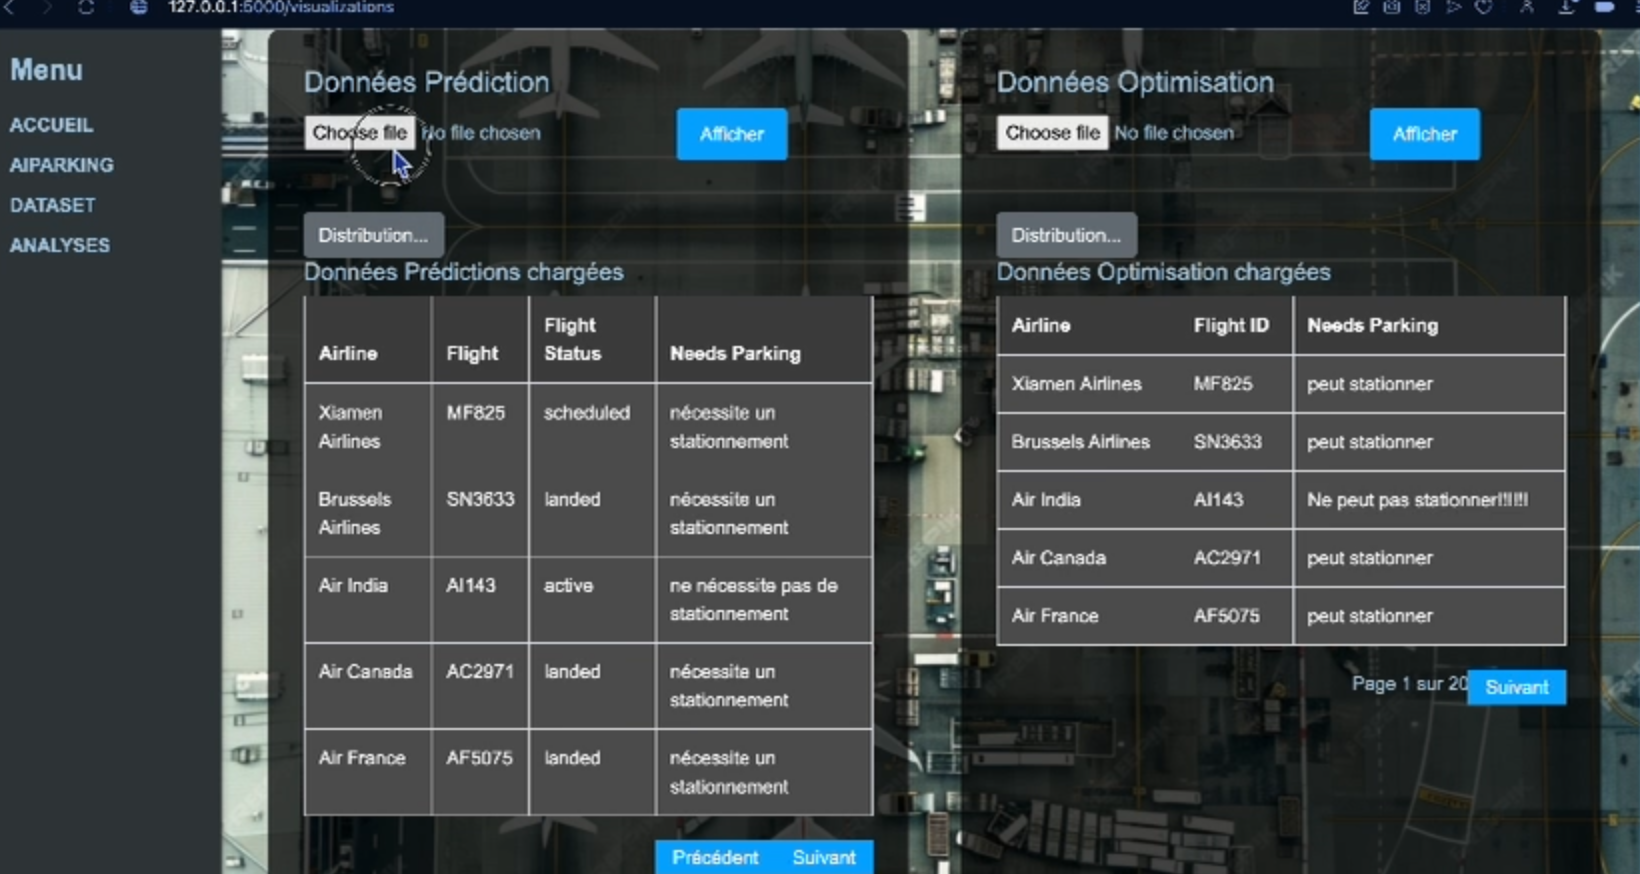 127.0.0.1:5000/visualizations
Menu
ACCUEIL
AIPARKING
DATASET
ANALYSES
Données Prédiction
Choose file No file chosen
Afficher
Distribution...
Données Prédictions chargées
Airline Flight Flight Status Needs Parking
Xiamen Airlines MF825 scheduled nécessite un stationnement
Brussels Airlines SN3633 landed nécessite un stationnement
Air India AI143 active ne nécessite pas de stationnement
Air Canada AC2971 landed nécessite un stationnement
Air France AF5075 landed nécessite un stationnement
Précédent Suivant
Données Optimisation
Choose file No file chosen
Afficher
Distribution...
Données Optimisation chargées
Airline Flight ID Needs Parking
Xiamen Airlines MF825 peut stationner
Brussels Airlines SN3633 peut stationner
Air India AI143 Ne peut pas stationner!!!!!!
Air Canada AC2971 peut stationner
Air France AF5075 peut stationner
Page 1 sur 20 Suivant